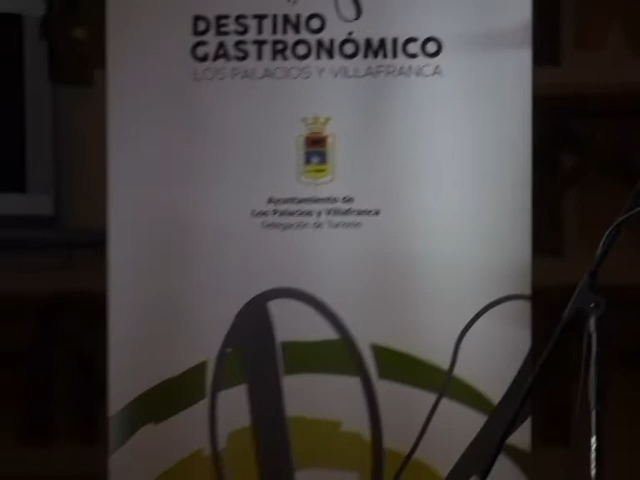 DESTINO
GASTRONÓMICO
LOS PALACIOS Y VILLAFRANCA
Ayuntamiento de
Los Palacios y Villafranca
Delegación de Turismo